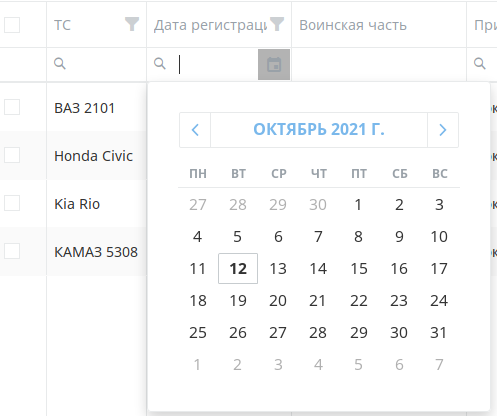 ТС Дата регистраци Воинская часть При
ВАЗ 2101
Honda Civic
Kia Rio
КАМАЗ 5308
ОКТЯБРЬ 2021 Г.
ПН ВТ СР ЧТ ПТ СБ ВС
27 28 29 30 1 2 3
4 5 6 7 8 9 10
11 12 13 14 15 16 17
18 19 20 21 22 23 24
25 26 27 28 29 30 31
1 2 3 4 5 6 7